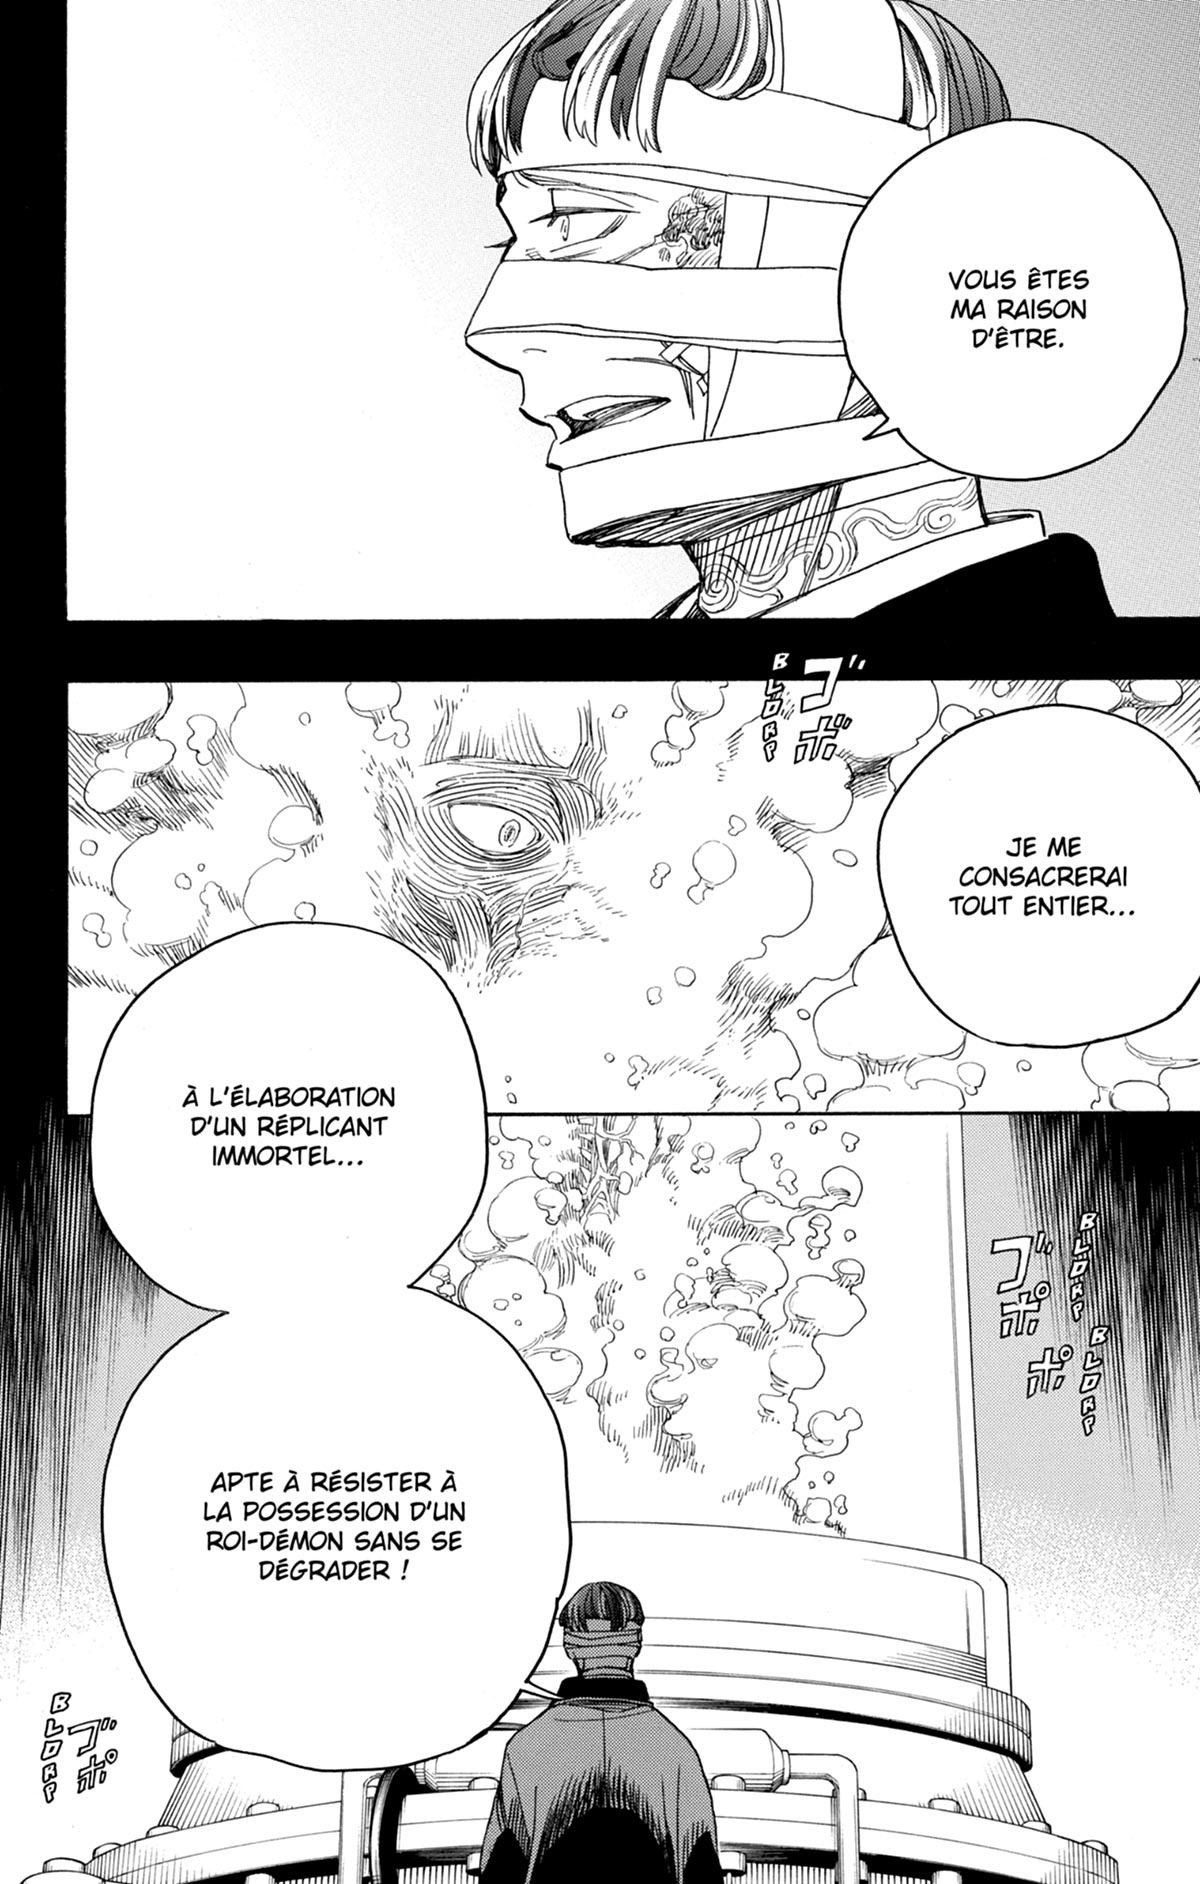 VOUS ÊTES
MA RAISON
D'ÊTRE.
BLORP
ゴボ
JE ME
CONSACRERAI
TOUT ENTIER...
À L'ÉLABORATION
D'UN RÉPLICANT
IMMORTEL...
BLORP
BLORP
ゴポポ
APTE À RÉSISTER À
LA POSSESSION D'UN
ROI-DÉMON SANS SE
DÉGRADER !
BLORP
ゴポ